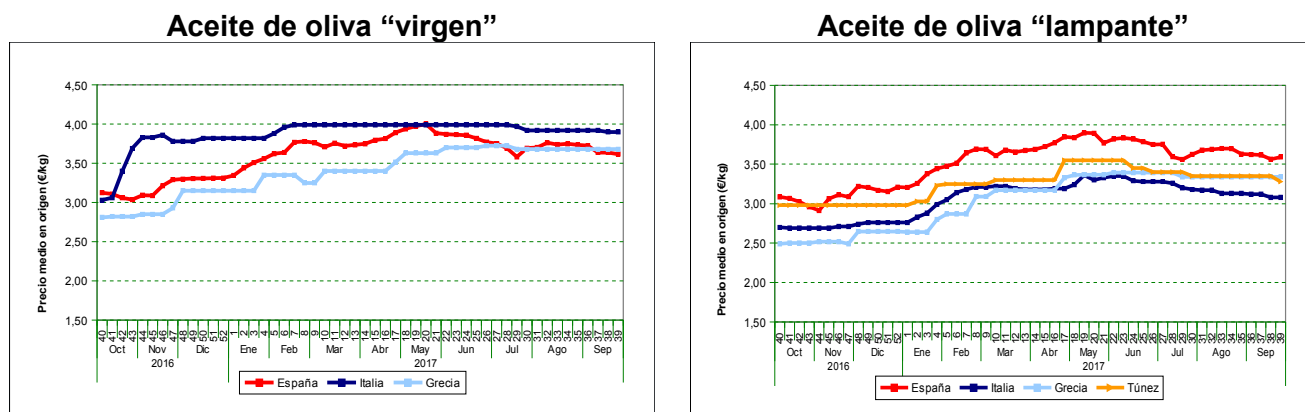 Aceite de oliva “virgen”
Precio medio en origen (€/kg)
4,50
4,00
3,50
3,00
2,50
2,00
1,50
40 41 42 43 44 45 46 47 48 49 50 51 52 1 2 3 4 5 6 7 8 9 10 11 12 13 14 15 16 17 18 19 20 21 22 23 24 25 26 27 28 29 30 31 32 33 34 35 36 37 38 39
Oct Nov Dic Ene Feb Mar Abr May Jun Jul Ago Sep
2016 2017
España Italia Grecia
Aceite de oliva “lampante”
Precio medio en origen (€/kg)
4,50
4,00
3,50
3,00
2,50
2,00
1,50
40 41 42 43 44 45 46 47 48 49 50 51 52 1 2 3 4 5 6 7 8 9 10 11 12 13 14 15 16 17 18 19 20 21 22 23 24 25 26 27 28 29 30 31 32 33 34 35 36 37 38 39
Oct Nov Dic Ene Feb Mar Abr May Jun Jul Ago Sep
2016 2017
España Italia Grecia Túnez